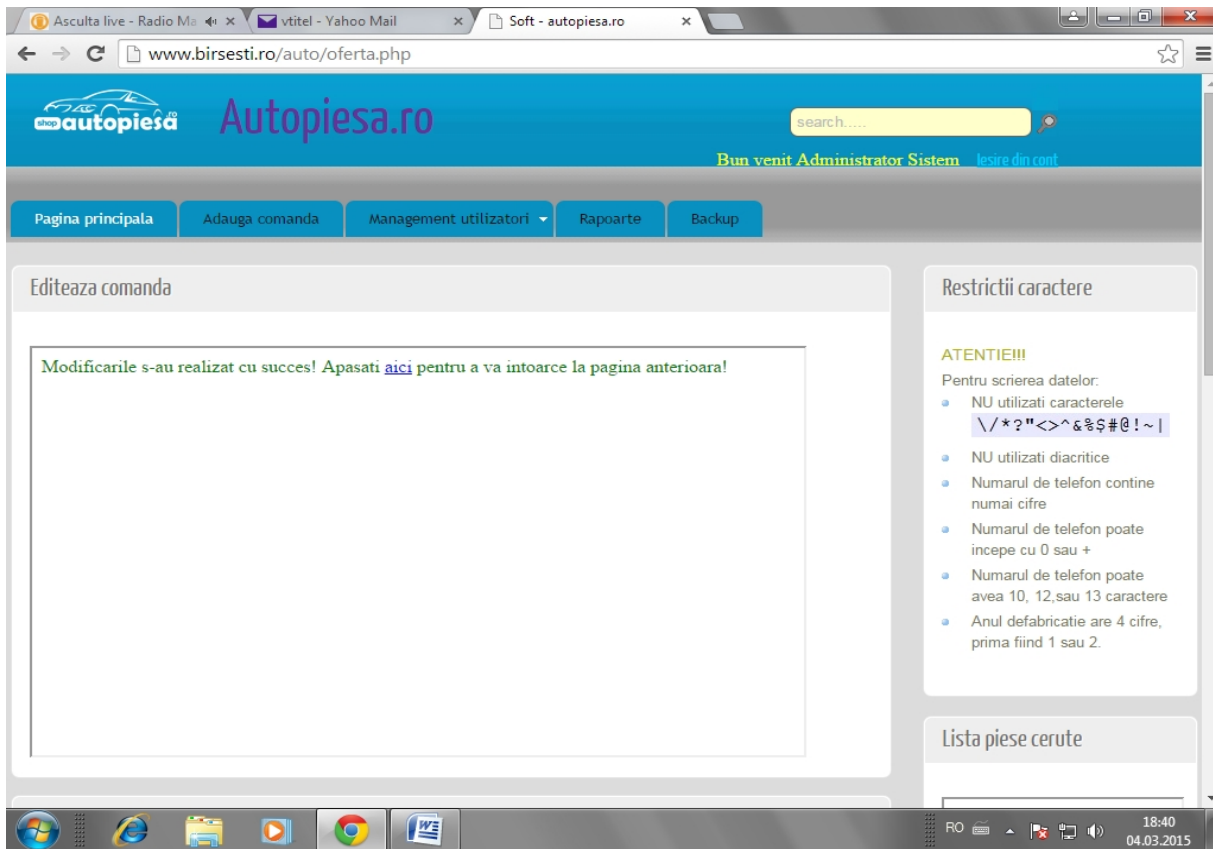 Asculta live - Radio Ma
vtitel - Yahoo Mail
Soft - autopiesa.ro
www.birsesti.ro/auto/oferta.php
shop autopiesă
Autopiesa.ro
search.....
Bun venit Administrator Sistem Iesire din cont
Pagina principala
Adauga comanda
Management utilizatori
Rapoarte
Backup
Editeaza comanda
Modificarile s-au realizat cu succes! Apasati aici pentru a va intoarce la pagina anterioara!
Restrictii caractere
ATENTIE!!!
Pentru scrierea datelor:
NU utilizati caracterele
\/*?"<>^&%$#@!~|
NU utilizati diacritice
Numarul de telefon contine
numai cifre
Numarul de telefon poate
incepe cu 0 sau +
Numarul de telefon poate
avea 10, 12,sau 13 caractere
Anul defabricatie are 4 cifre,
prima fiind 1 sau 2.
Lista piese cerute
RO
18:40
04.03.2015